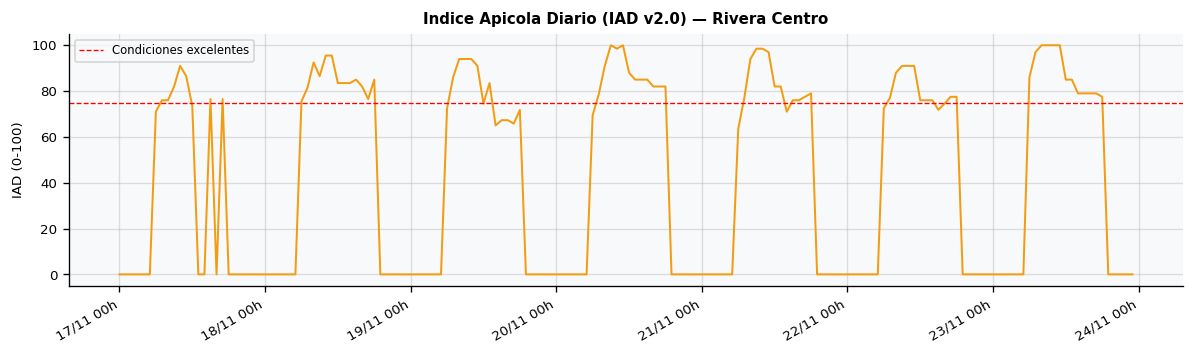 Indice Apicola Diario (IAD v2.0) — Rivera Centro
Condiciones excelentes
IAD (0-100)
100
80
60
40
20
0
17/11 00h
18/11 00h
19/11 00h
20/11 00h
21/11 00h
22/11 00h
23/11 00h
24/11 00h